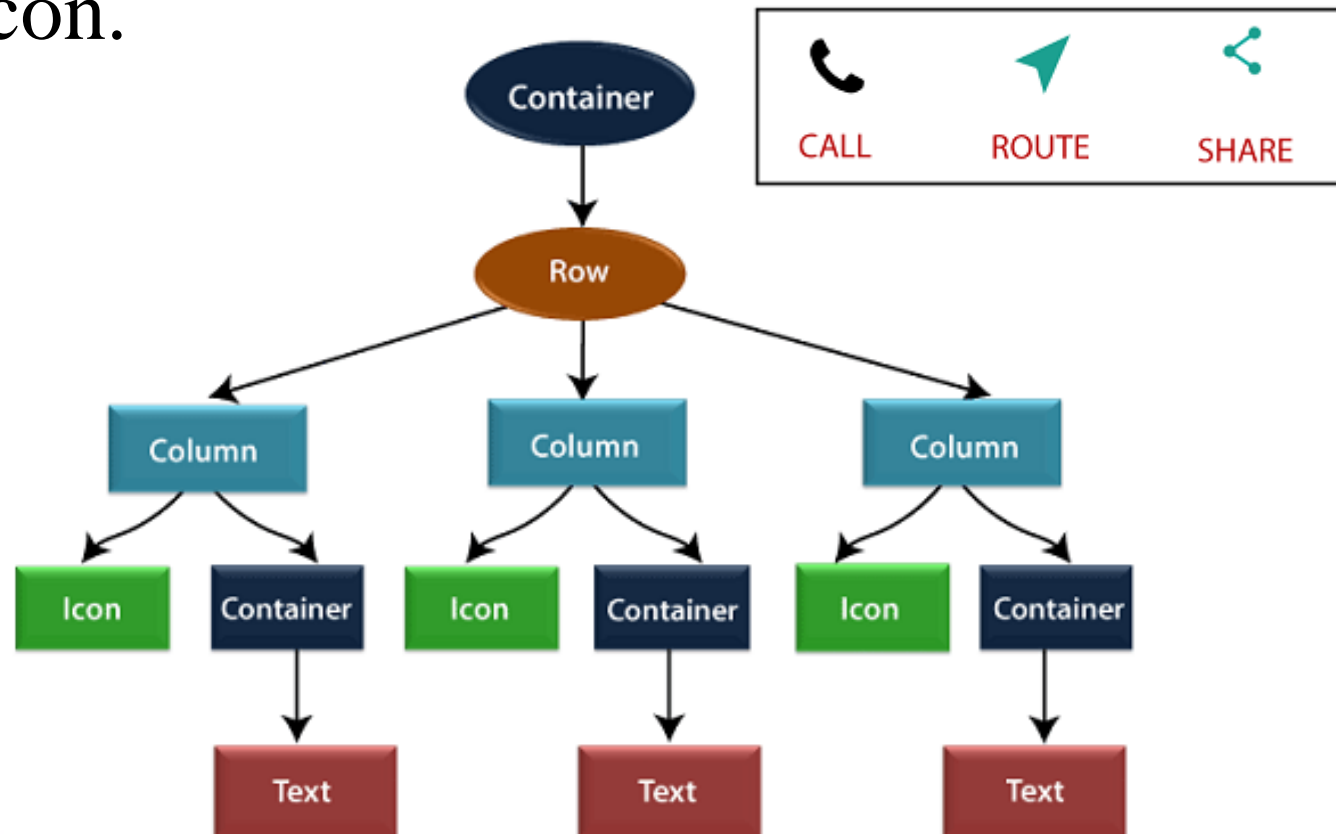 con.
Container
CALL ROUTE SHARE
Row
Column Column Column
Icon Container Icon Container Icon Container
Text Text Text